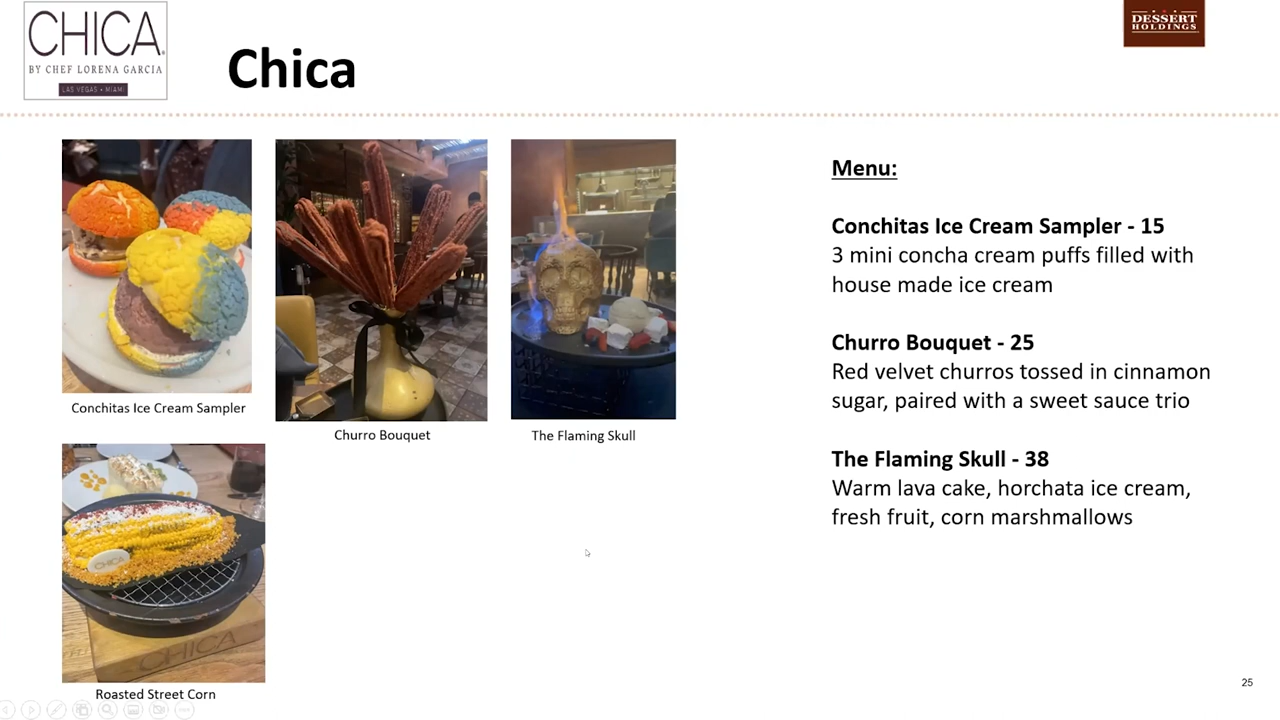 CHICA
BY CHEF LORENA GARCIA
LAS VEGAS • MIAMI
Chica
DESSERT
HOLDINGS
Conchitas Ice Cream Sampler
Churro Bouquet
The Flaming Skull
CHICA
CHICA
Roasted Street Corn
Menu:
Conchitas Ice Cream Sampler - 15
3 mini concha cream puffs filled with
house made ice cream
Churro Bouquet - 25
Red velvet churros tossed in cinnamon
sugar, paired with a sweet sauce trio
The Flaming Skull - 38
Warm lava cake, horchata ice cream,
fresh fruit, corn marshmallows
25